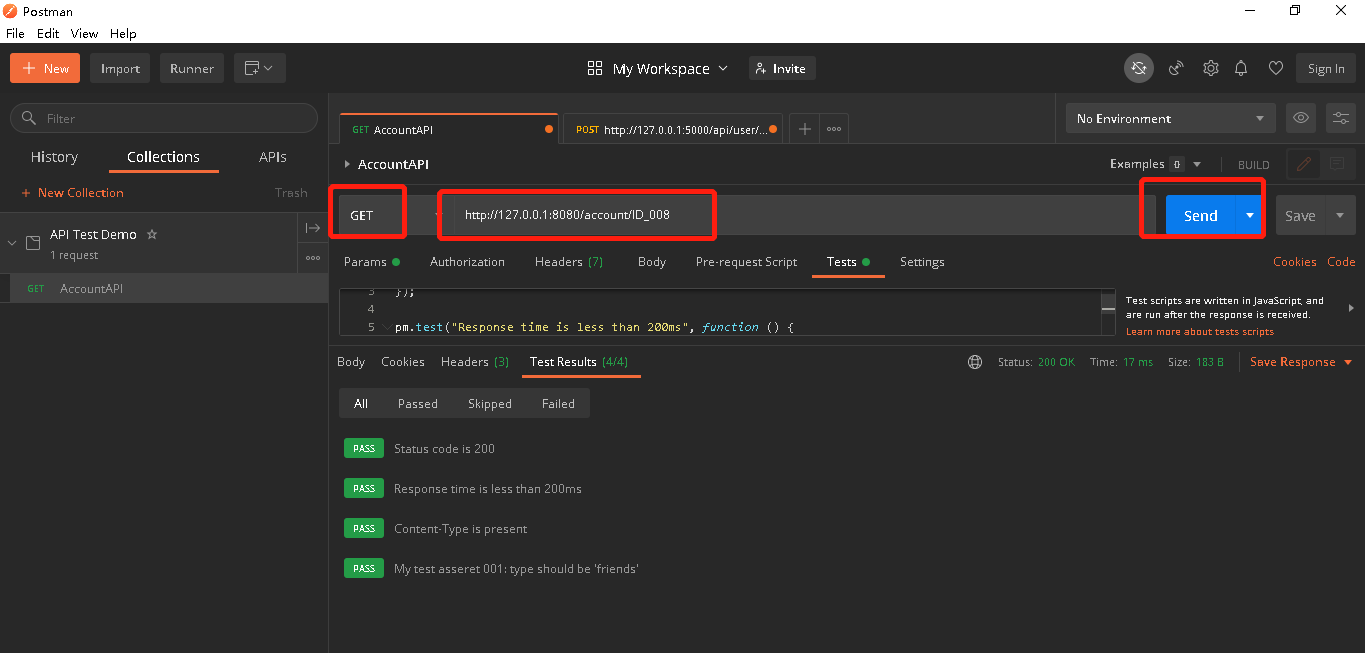 Postman
File Edit View Help
New Import Runner My Workspace Invite Sign In
Filter
History Collections APIs
+ New Collection Trash
API Test Demo
1 request
GET AccountAPI
GET AccountAPI POST http://127.0.0.1:5000/api/user/... No Environment
AccountAPI Examples 0 BUILD
GET http://127.0.0.1:8080/account/ID_008 Send Save
Params Authorization Headers (7) Body Pre-request Script Tests Settings Cookies Code
3 });
4
5 pm.test("Response time is less than 200ms", function () {
Test scripts are written in JavaScript, and
are run after the response is received.
Learn more about tests scripts
Body Cookies Headers (3) Test Results (4/4) Status: 200 OK Time: 17 ms Size: 183 B Save Response
All Passed Skipped Failed
PASS Status code is 200
PASS Response time is less than 200ms
PASS Content-Type is present
PASS My test asseret 001: type should be 'friends'